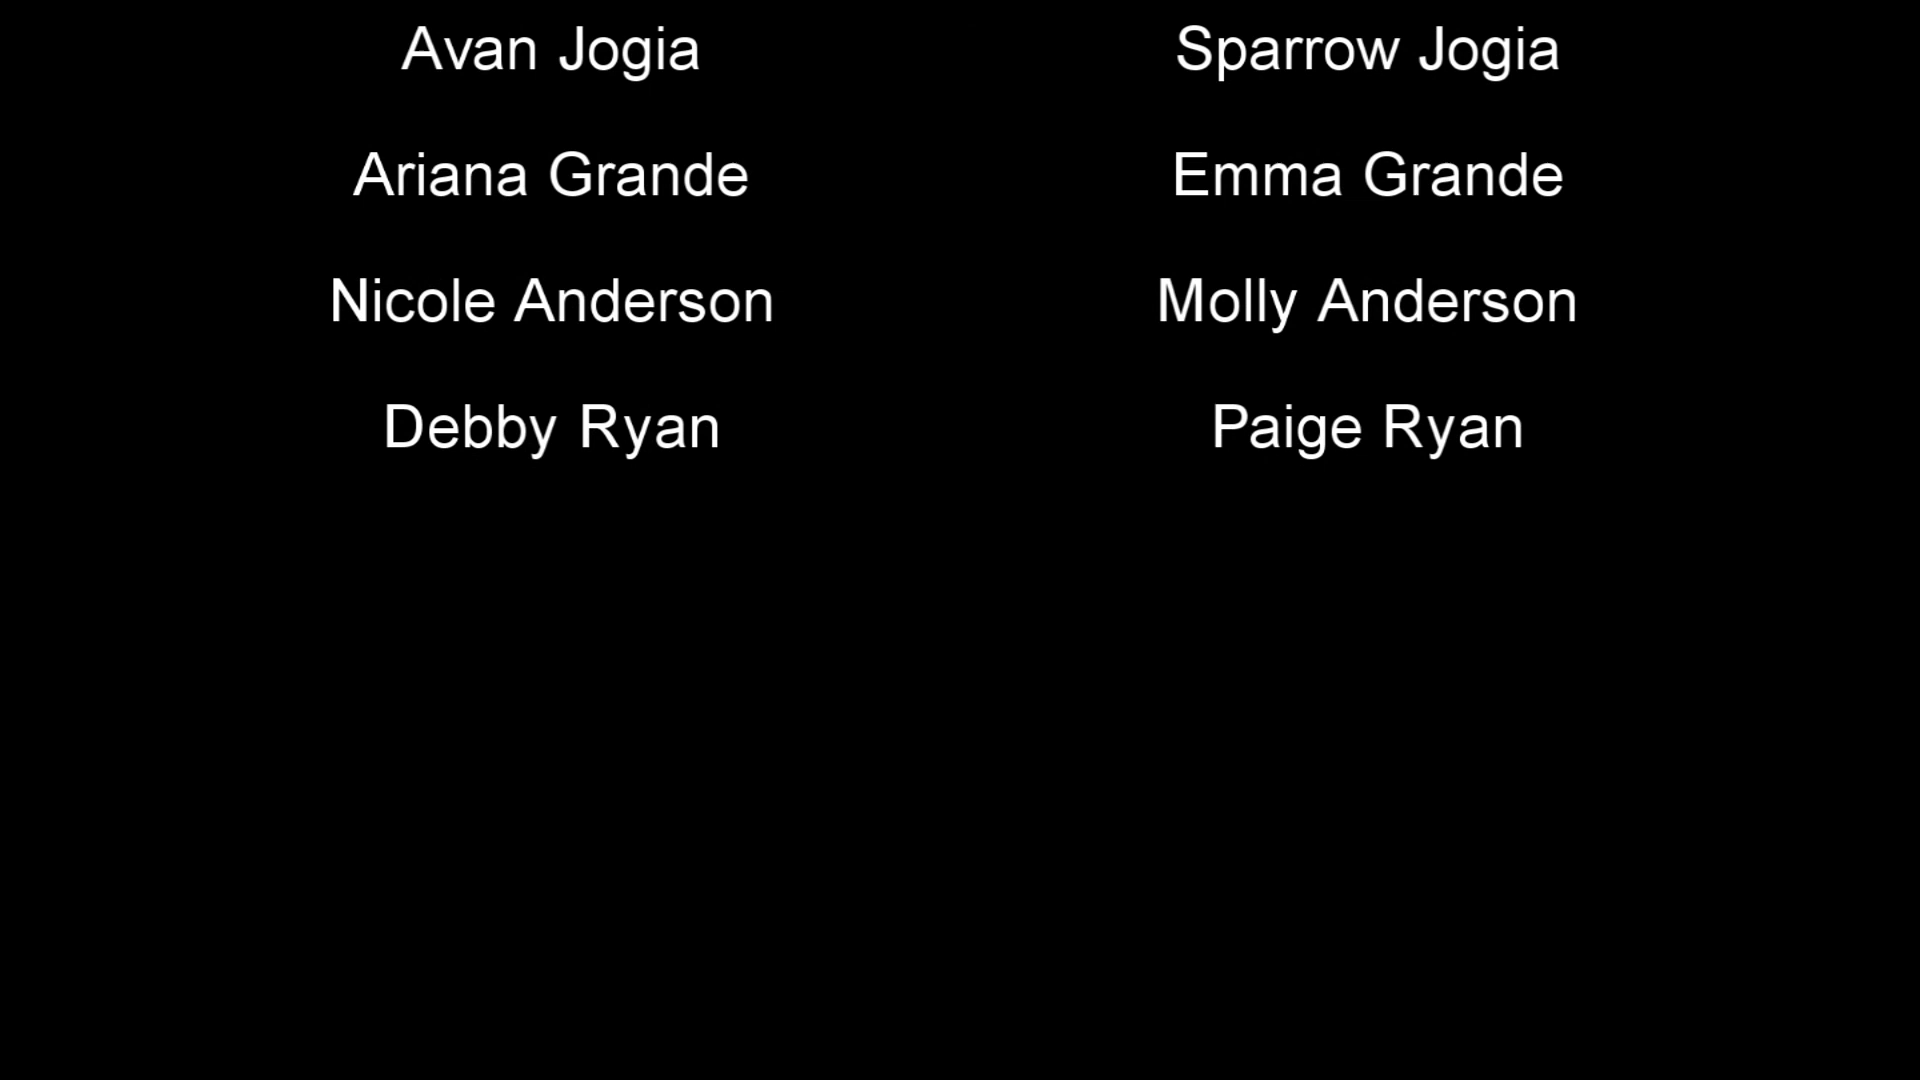 Avan Jogia Sparrow Jogia
Ariana Grande Emma Grande
Nicole Anderson Molly Anderson
Debby Ryan Paige Ryan